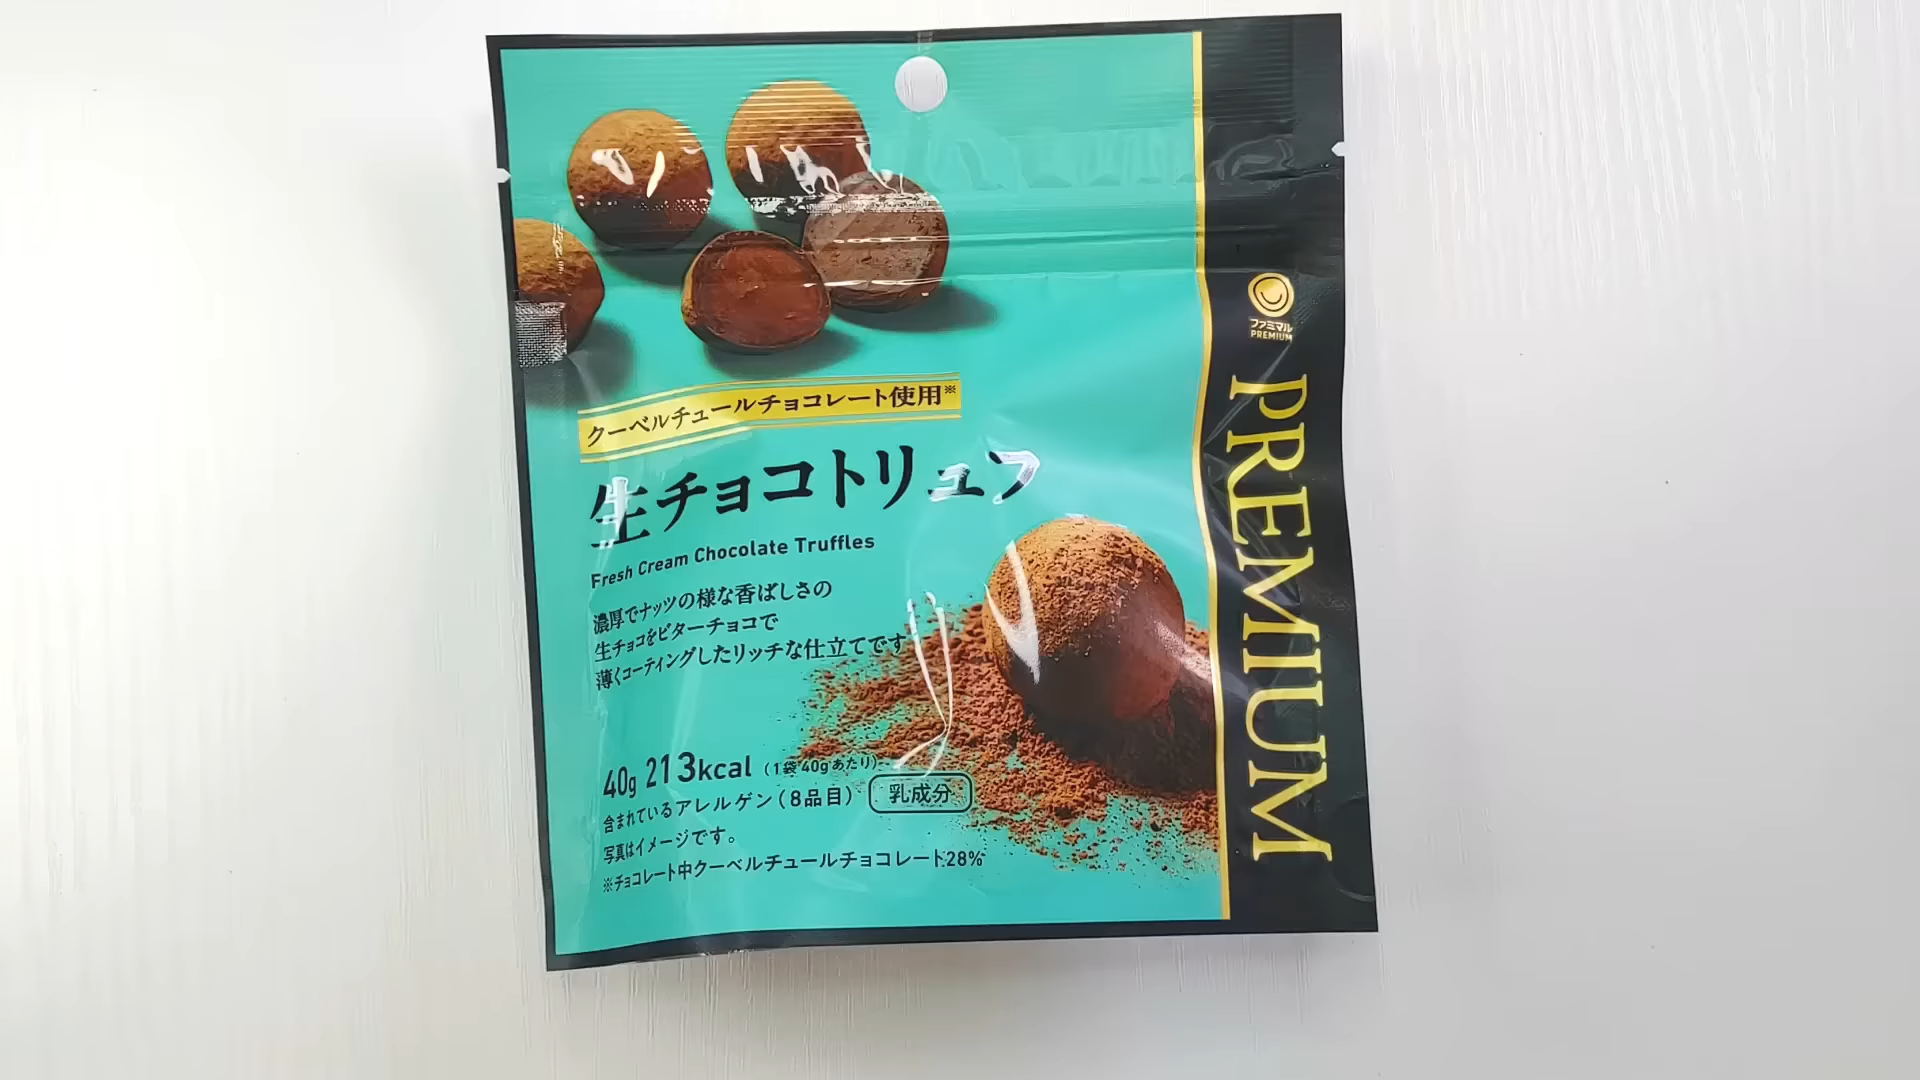 クーベルチュールチョコレート使用※
生チョコトリュフ
Fresh Cream Chocolate Truffles
濃厚でナッツの様な香ばしさの
生チョコをビターチョコで
薄くコーティングしたリッチな仕立てです
40g 213kcal (1袋40gあたり)
含まれているアレルゲン(8品目) 乳成分
写真はイメージです。
※チョコレート中クーベルチュールチョコレート28%
ファミマル
PREMIUM
PREMIUM